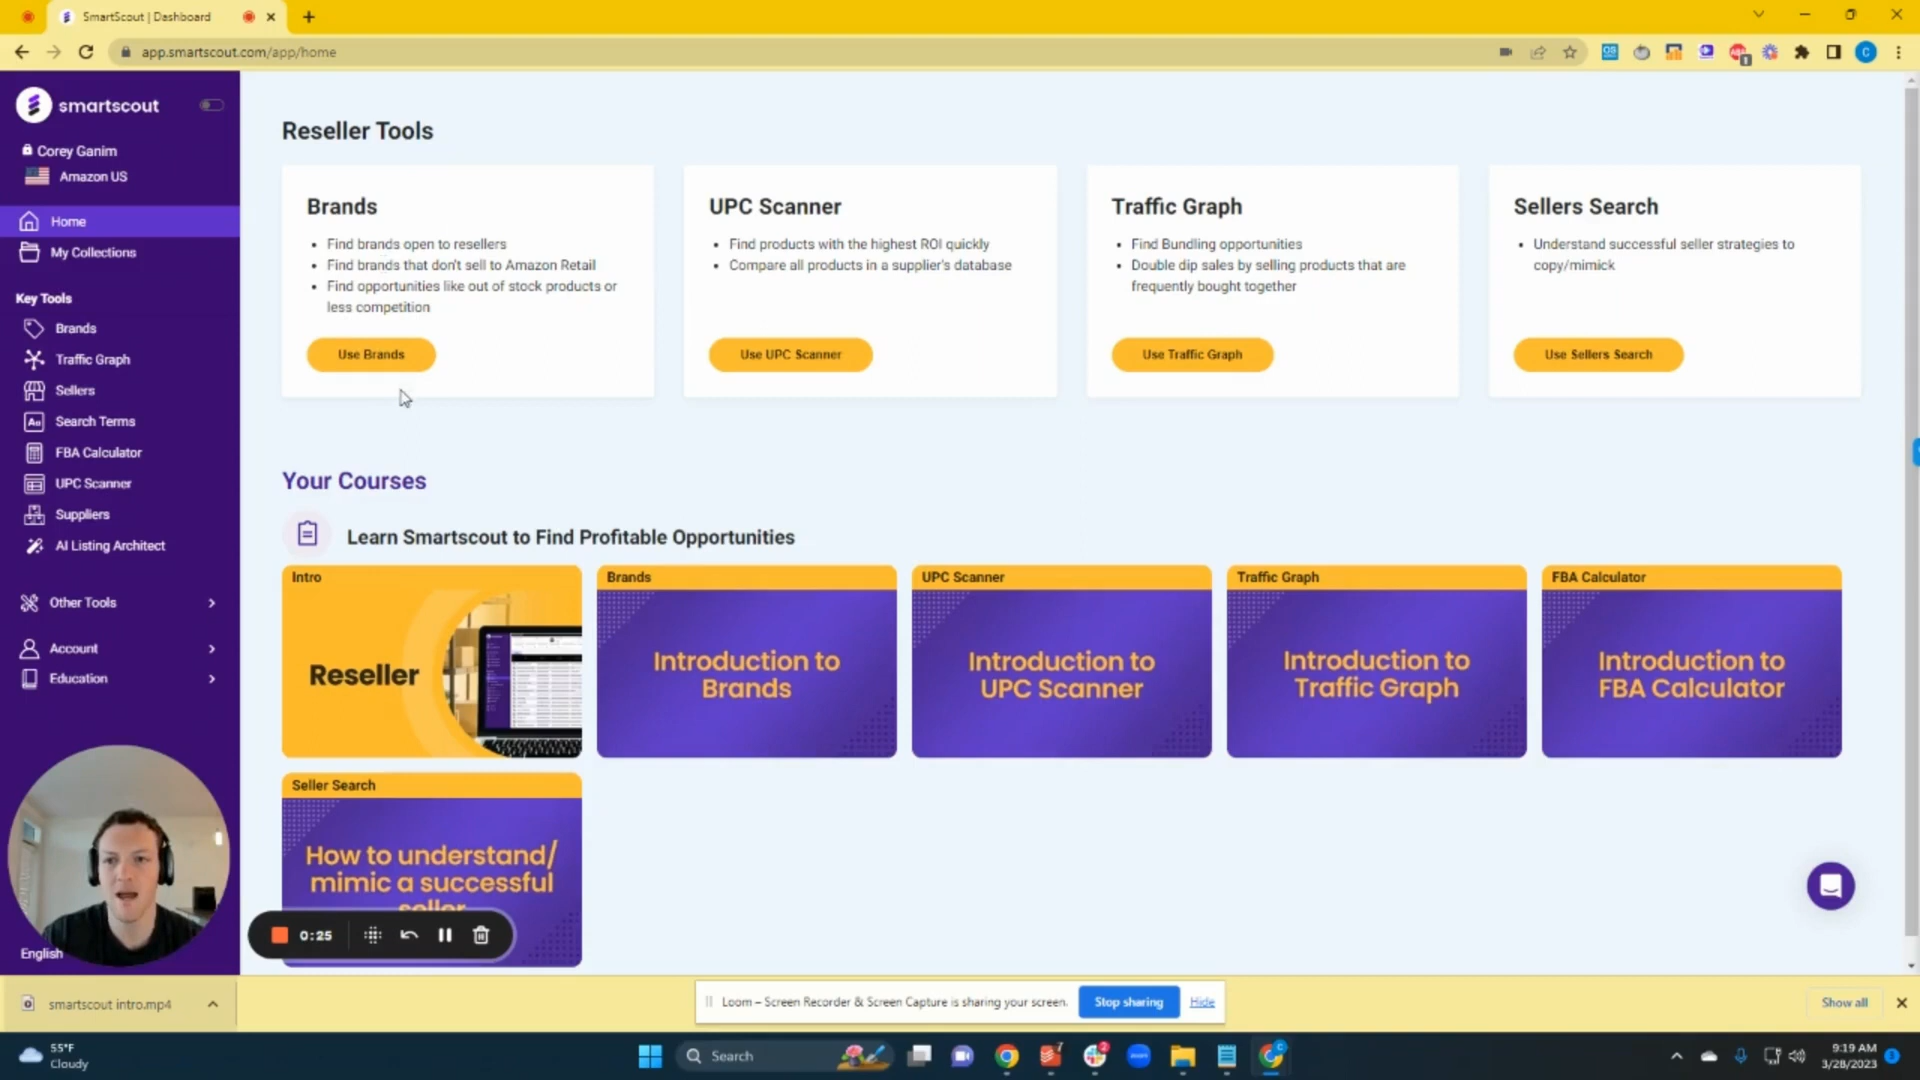 SmartScout | Dashboard
app.smartscout.com/app/home
smartscout
Corey Ganim
Amazon US
Home
My Collections
Key Tools
Brands
Traffic Graph
Sellers
Search Terms
FBA Calculator
UPC Scanner
Suppliers
AI Listing Architect
Other Tools
Account
Education
English
Reseller Tools
Brands
• Find brands open to resellers
• Find brands that don't sell to Amazon Retail
• Find opportunities like out of stock products or
less competition
Use Brands
UPC Scanner
• Find products with the highest ROI quickly
• Compare all products in a supplier's database
Use UPC Scanner
Traffic Graph
• Find Bundling opportunities
• Double dip sales by selling products that are
frequently bought together
Use Traffic Graph
Sellers Search
• Understand successful seller strategies to
copy/mimick
Use Sellers Search
Your Courses
Learn Smartscout to Find Profitable Opportunities
Intro
Reseller
Brands
Introduction to
Brands
UPC Scanner
Introduction to
UPC Scanner
Traffic Graph
Introduction to
Traffic Graph
FBA Calculator
Introduction to
FBA Calculator
Seller Search
How to understand/
mimic a successful
seller
0:25
smartscout intro.mp4
Loom – Screen Recorder & Screen Capture is sharing your screen.
Stop sharing
Hide
Show all
55°F
Cloudy
Search
9:19 AM
3/28/2023